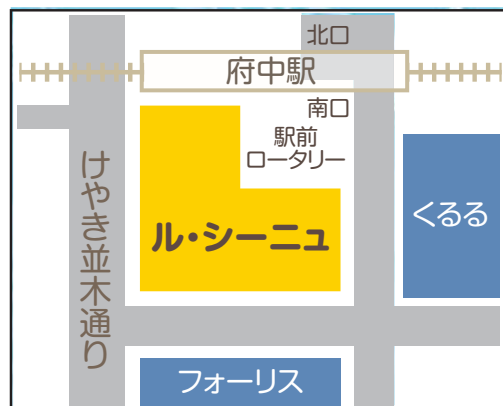 北口
府中駅
南口
駅前
ロータリー
けやき並木通り
ル・シーニュ
くるる
フォーリス